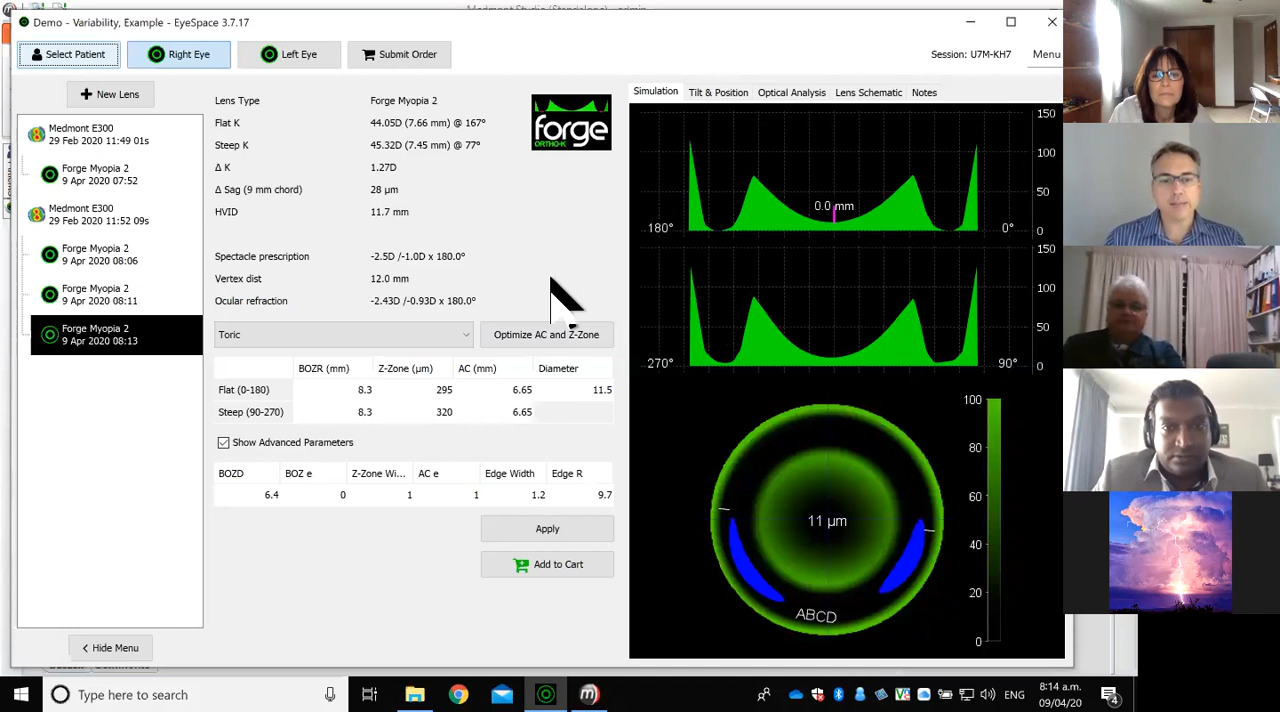 Medmont Studio (Standalone) - admin
Demo - Variability, Example - EyeSpace 3.7.17
Select Patient
Right Eye
Left Eye
Submit Order
Session: U7M-KH7
Menu
New Lens
Medmont E300
29 Feb 2020 11:49 01s
Forge Myopia 2
9 Apr 2020 07:52
Medmont E300
29 Feb 2020 11:52 09s
Forge Myopia 2
9 Apr 2020 08:06
Forge Myopia 2
9 Apr 2020 08:11
Forge Myopia 2
9 Apr 2020 08:13
Hide Menu
Lens Type Forge Myopia 2
Flat K 44.05D (7.66 mm) @ 167°
Steep K 45.32D (7.45 mm) @ 77°
Δ K 1.27D
Δ Sag (9 mm chord) 28 µm
HVID 11.7 mm
forge
ORTHO-K
Spectacle prescription -2.5D /-1.0D x 180.0°
Vertex dist 12.0 mm
Ocular refraction -2.43D /-0.93D x 180.0°
Toric
Optimize AC and Z-Zone
BOZR (mm) Z-Zone (µm) AC (mm) Diameter
Flat (0-180) 8.3 295 6.65 11.5
Steep (90-270) 8.3 320 6.65
Show Advanced Parameters
BOZD BOZ e Z-Zone Wi... AC e Edge Width Edge R
6.4 0 1 1 1.2 9.7
Apply
Add to Cart
Simulation Tilt & Position Optical Analysis Lens Schematic Notes
150
100
50
0
0.0 mm
180° 0°
150
100
50
0
270° 90°
100
80
60
40
20
0
11 µm
ABCD
Type here to search
ENG
8:14 a.m.
09/04/20
4